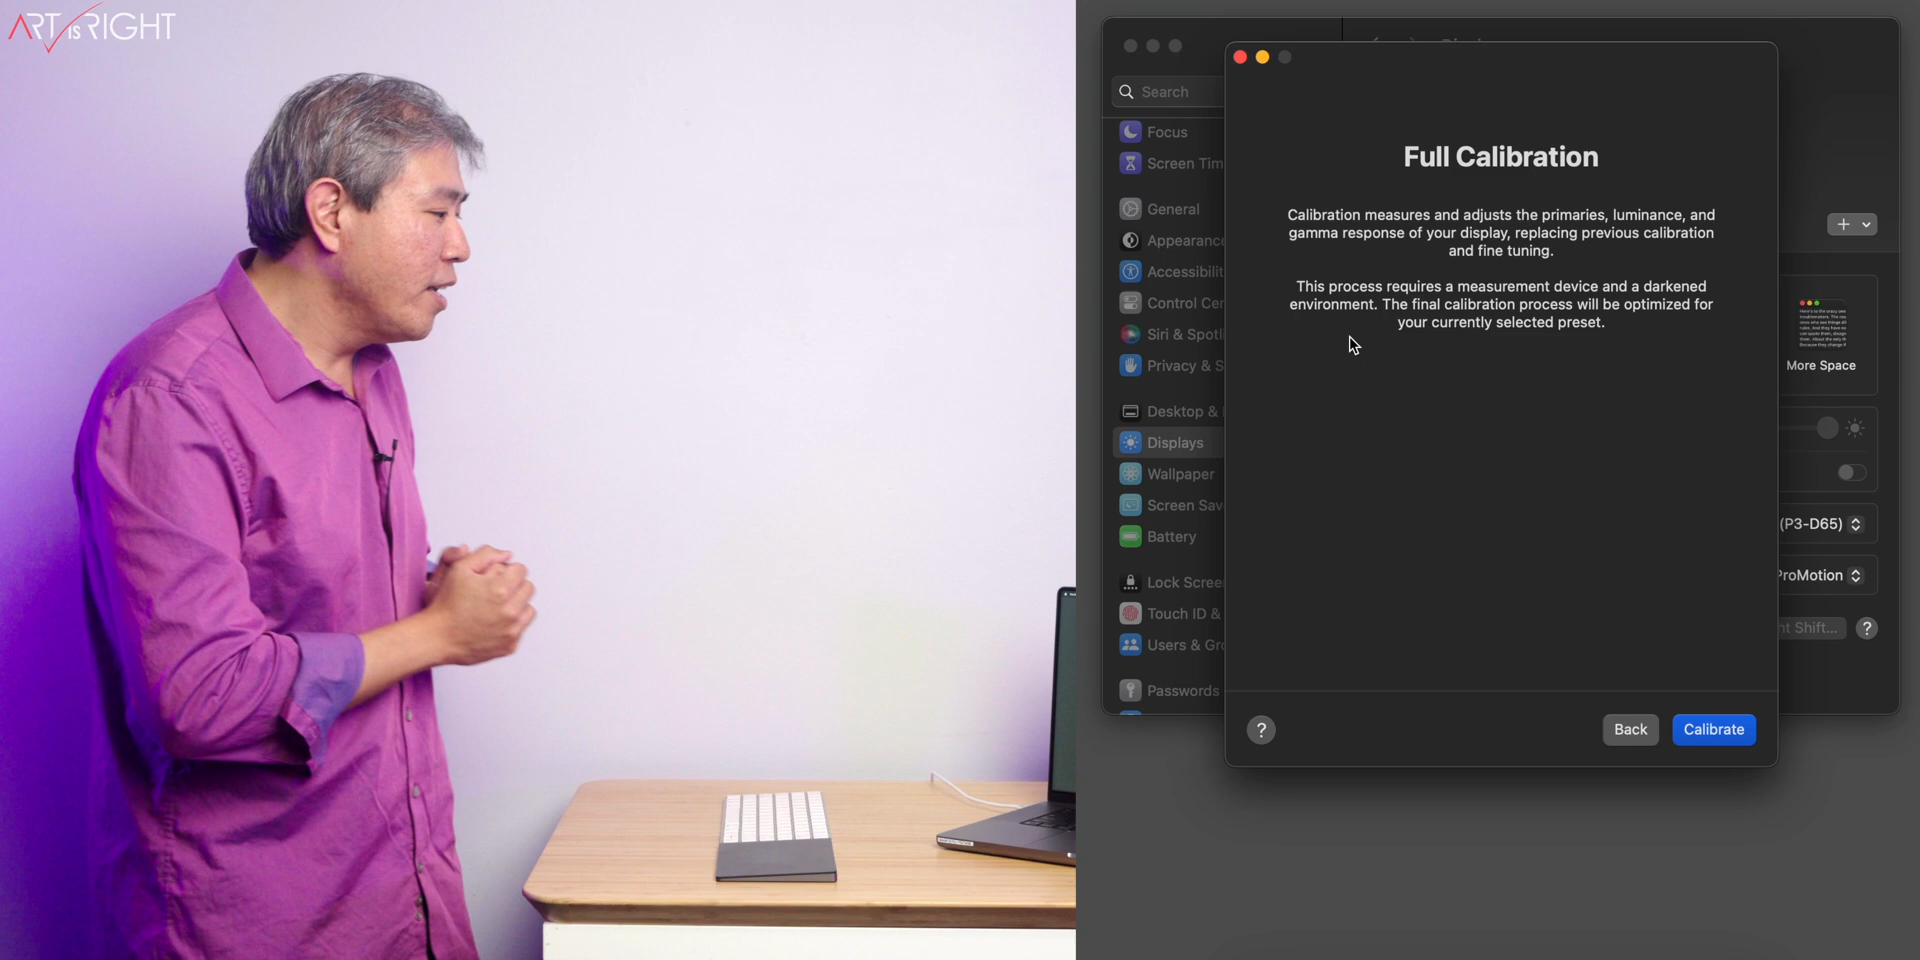 ART IS RIGHT
Search
Focus
Screen Tim
General
Appearance
Accessibilit
Control Cer
Siri & Spotl
Privacy & S
Desktop &
Displays
Wallpaper
Screen Sav
Battery
Lock Scree
Touch ID &
Users & Gro
Passwords
Full Calibration
Calibration measures and adjusts the primaries, luminance, and
gamma response of your display, replacing previous calibration
and fine tuning.
This process requires a measurement device and a darkened
environment. The final calibration process will be optimized for
your currently selected preset.
? Back Calibrate
More Space
(P3-D65)
ProMotion
nt Shift... ?